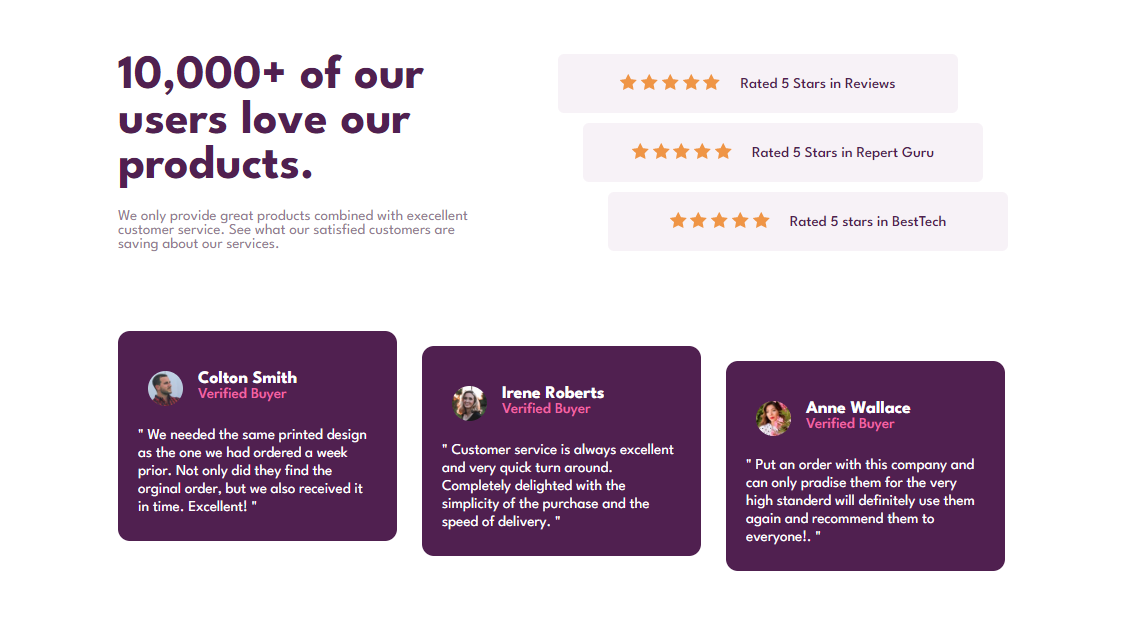 10,000+ of our
users love our
products.
We only provide great products combined with execellent
customer service. See what our satisfied customers are
saving about our services.
Rated 5 Stars in Reviews
Rated 5 Stars in Repert Guru
Rated 5 stars in BestTech
Colton Smith
Verified Buyer
" We needed the same printed design
as the one we had ordered a week
prior. Not only did they find the
orginal order, but we also received it
in time. Excellent! "
Irene Roberts
Verified Buyer
" Customer service is always excellent
and very quick turn around.
Completely delighted with the
simplicity of the purchase and the
speed of delivery. "
Anne Wallace
Verified Buyer
" Put an order with this company and
can only pradise them for the very
high standerd will definitely use them
again and recommend them to
everyone!. "